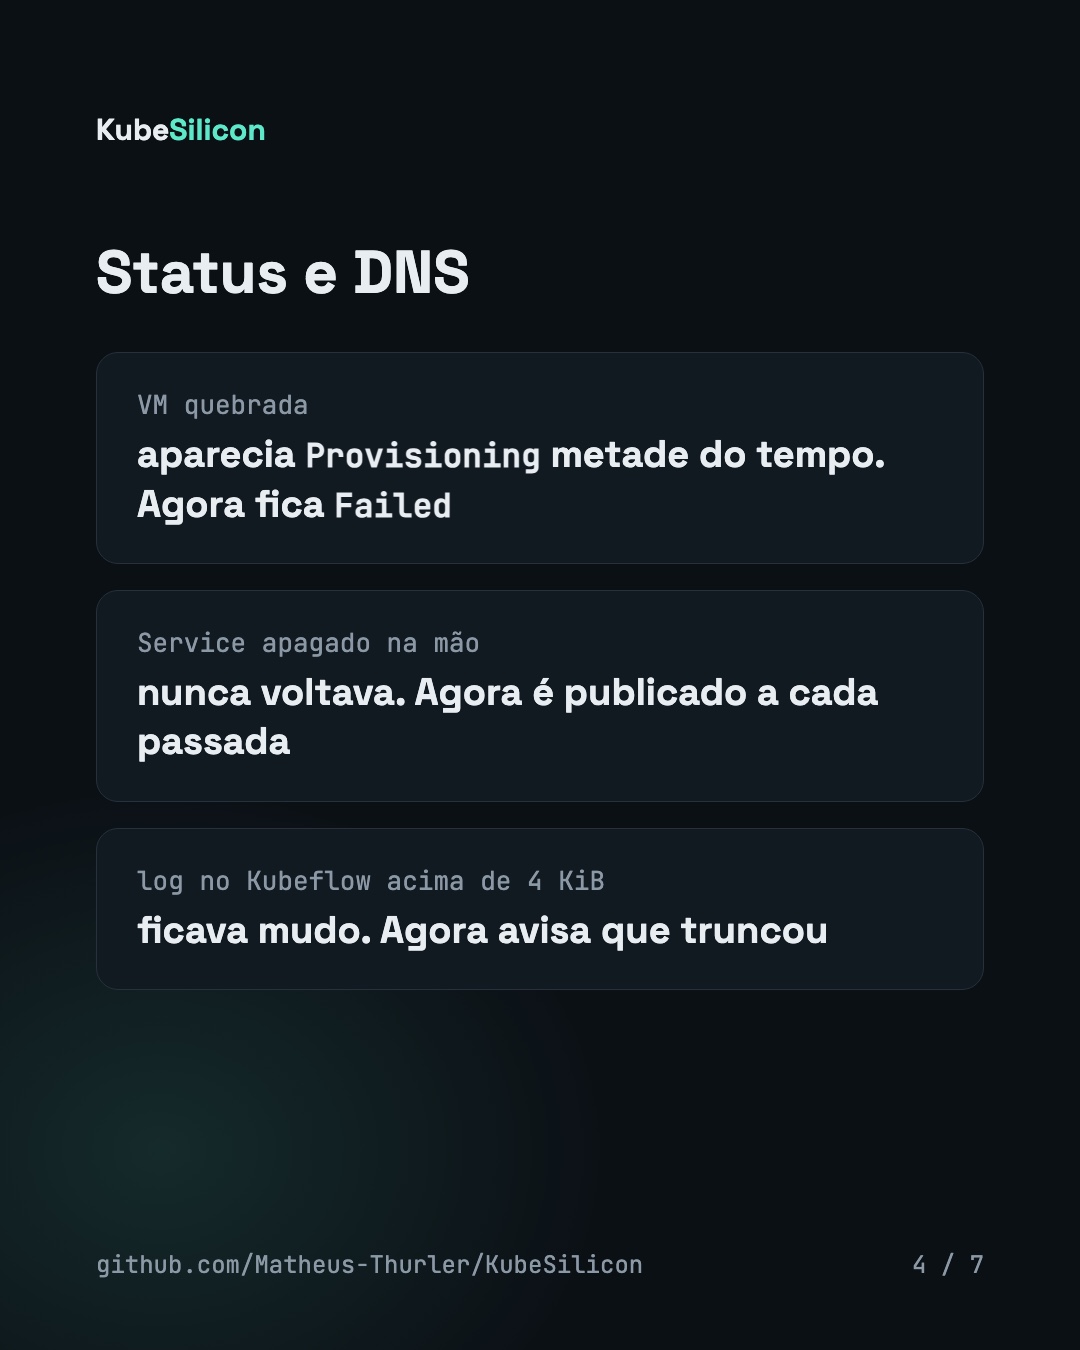 KubeSilicon
Status e DNS
VM quebrada
aparecia Provisioning metade do tempo.
Agora fica Failed
Service apagado na mão
nunca voltava. Agora é publicado a cada
passada
log no Kubeflow acima de 4 KiB
ficava mudo. Agora avisa que truncou
github.com/Matheus-Thurler/KubeSilicon
4 / 7